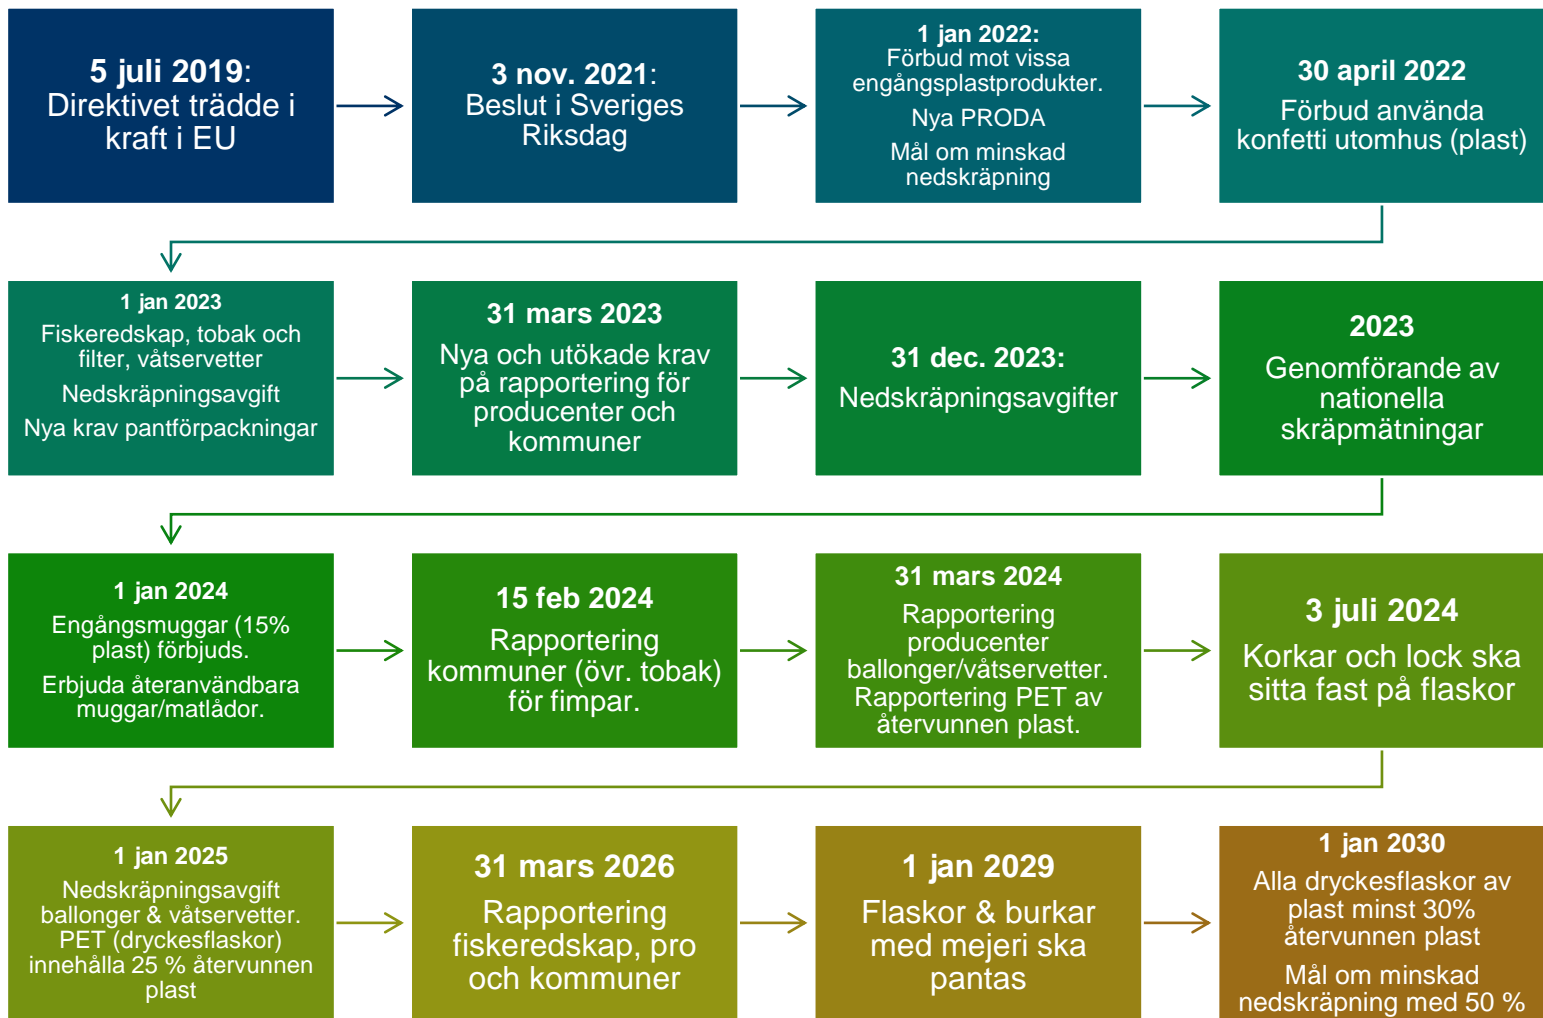 5 juli 2019:
Direktivet trädde i
kraft i EU
3 nov. 2021:
Beslut i Sveriges
Riksdag
1 jan 2022:
Förbud mot vissa
engångsplastprodukter.
Nya PRODA
Mål om minskad
nedskräpning
30 april 2022
Förbud använda
konfetti utomhus (plast)
1 jan 2023
Fiskeredskap, tobak och
filter, våtservetter
Nedskräpningsavgift
Nya krav pantförpackningar
31 mars 2023
Nya och utökade krav
på rapportering för
producenter och
kommuner
31 dec. 2023:
Nedskräpningsavgifter
2023
Genomförande av
nationella
skräpmätningar
1 jan 2024
Engångsmuggar (15%
plast) förbjuds.
Erbjuda återanvändbara
muggar/matlådor.
15 feb 2024
Rapportering
kommuner (övr. tobak)
för fimpar.
31 mars 2024
Rapportering
producenter
ballonger/våtservetter.
Rapportering PET av
återvunnen plast.
3 juli 2024
Korkar och lock ska
sitta fast på flaskor
1 jan 2025
Nedskräpningsavgift
ballonger & våtservetter.
PET (dryckesflaskor)
innehålla 25 % återvunnen
plast
31 mars 2026
Rapportering
fiskeredskap, pro
och kommuner
1 jan 2029
Flaskor & burkar
med mejeri ska
pantas
1 jan 2030
Alla dryckesflaskor av
plast minst 30%
återvunnen plast
Mål om minskad
nedskräpning med 50 %